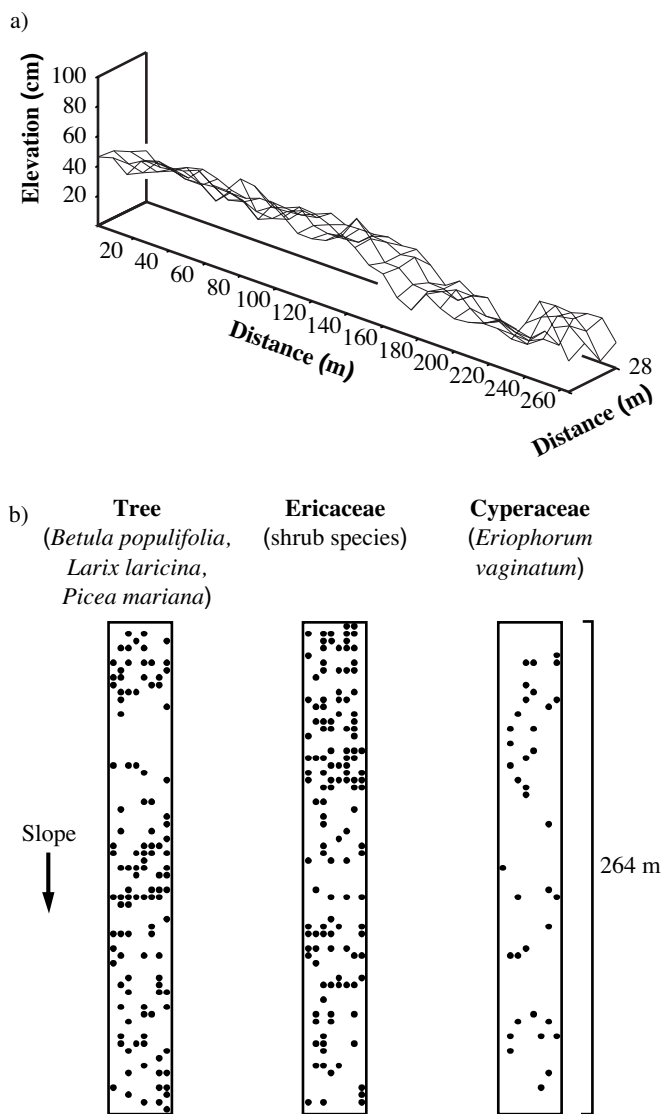 a)
Elevation (cm)
100
80
60
40
20
20
40
60
80
100
120
140
160
180
200
220
240
260
Distance (m)
28
Distance (m)
b)
Tree
(Betula populifolia,
Larix laricina,
Picea mariana)
Ericaceae
(shrub species)
Cyperaceae
(Eriophorum
vaginatum)
Slope
264 m